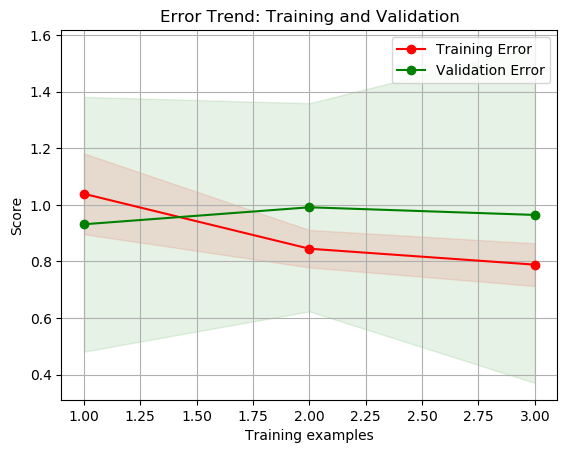 Error Trend: Training and Validation
Training Error
Validation Error
Score
1.6
1.4
1.2
1.0
0.8
0.6
0.4
1.00 1.25 1.50 1.75 2.00 2.25 2.50 2.75 3.00
Training examples